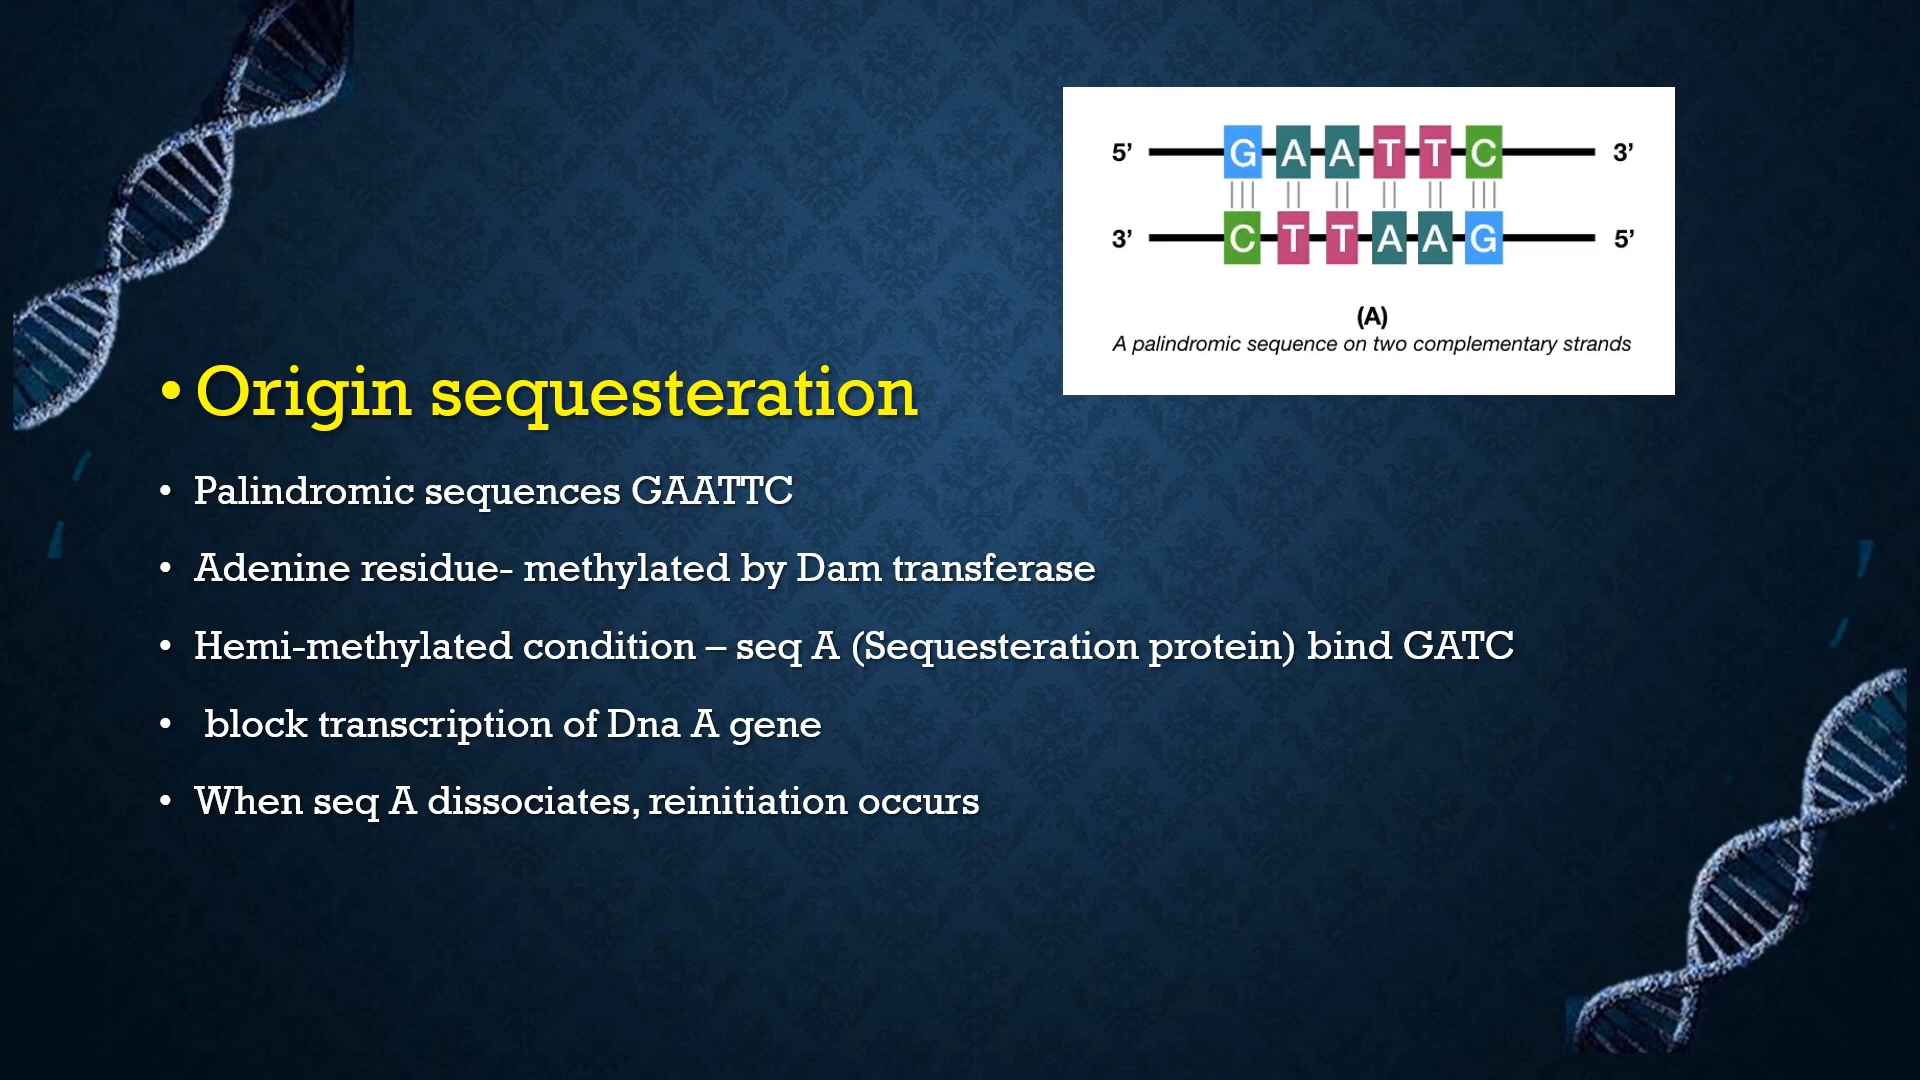 5’ G A A T T C 3’
3’ C T T A A G 5’
(A)
A palindromic sequence on two complementary strands
• Origin sequesteration
• Palindromic sequences GAATTC
• Adenine residue- methylated by Dam transferase
• Hemi-methylated condition – seq A (Sequesteration protein) bind GATC
• block transcription of Dna A gene
• When seq A dissociates, reinitiation occurs